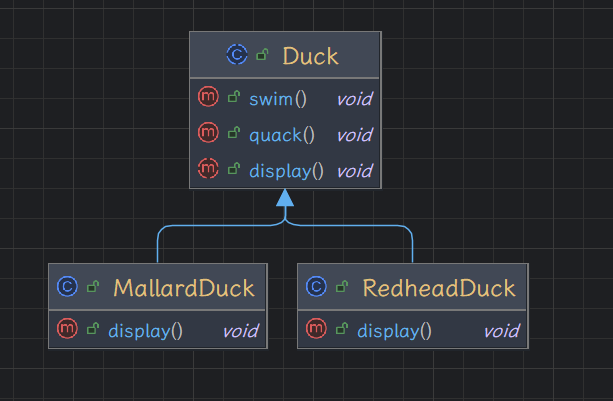 C Duck
m swim() void
m quack() void
m display() void
C MallardDuck
m display() void
C RedheadDuck
m display() void